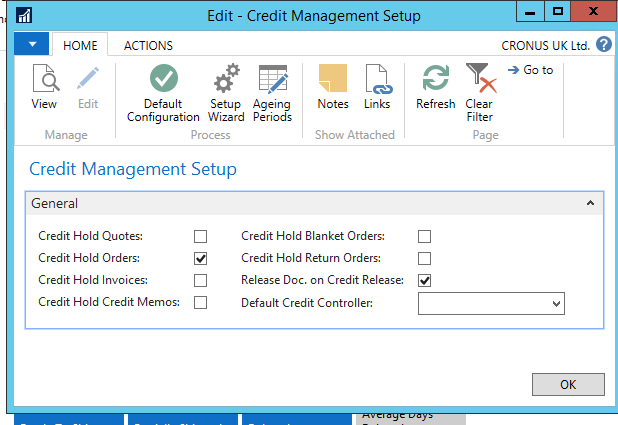 Edit - Credit Management Setup
HOME ACTIONS CRONUS UK Ltd. ?
View Edit Default Configuration Setup Wizard Ageing Periods Notes Links Refresh Clear Filter Go to
Manage Process Show Attached Page
Credit Management Setup
General
Credit Hold Quotes: Credit Hold Blanket Orders:
Credit Hold Orders: Credit Hold Return Orders:
Credit Hold Invoices: Release Doc. on Credit Release:
Credit Hold Credit Memos: Default Credit Controller:
OK
Average Days